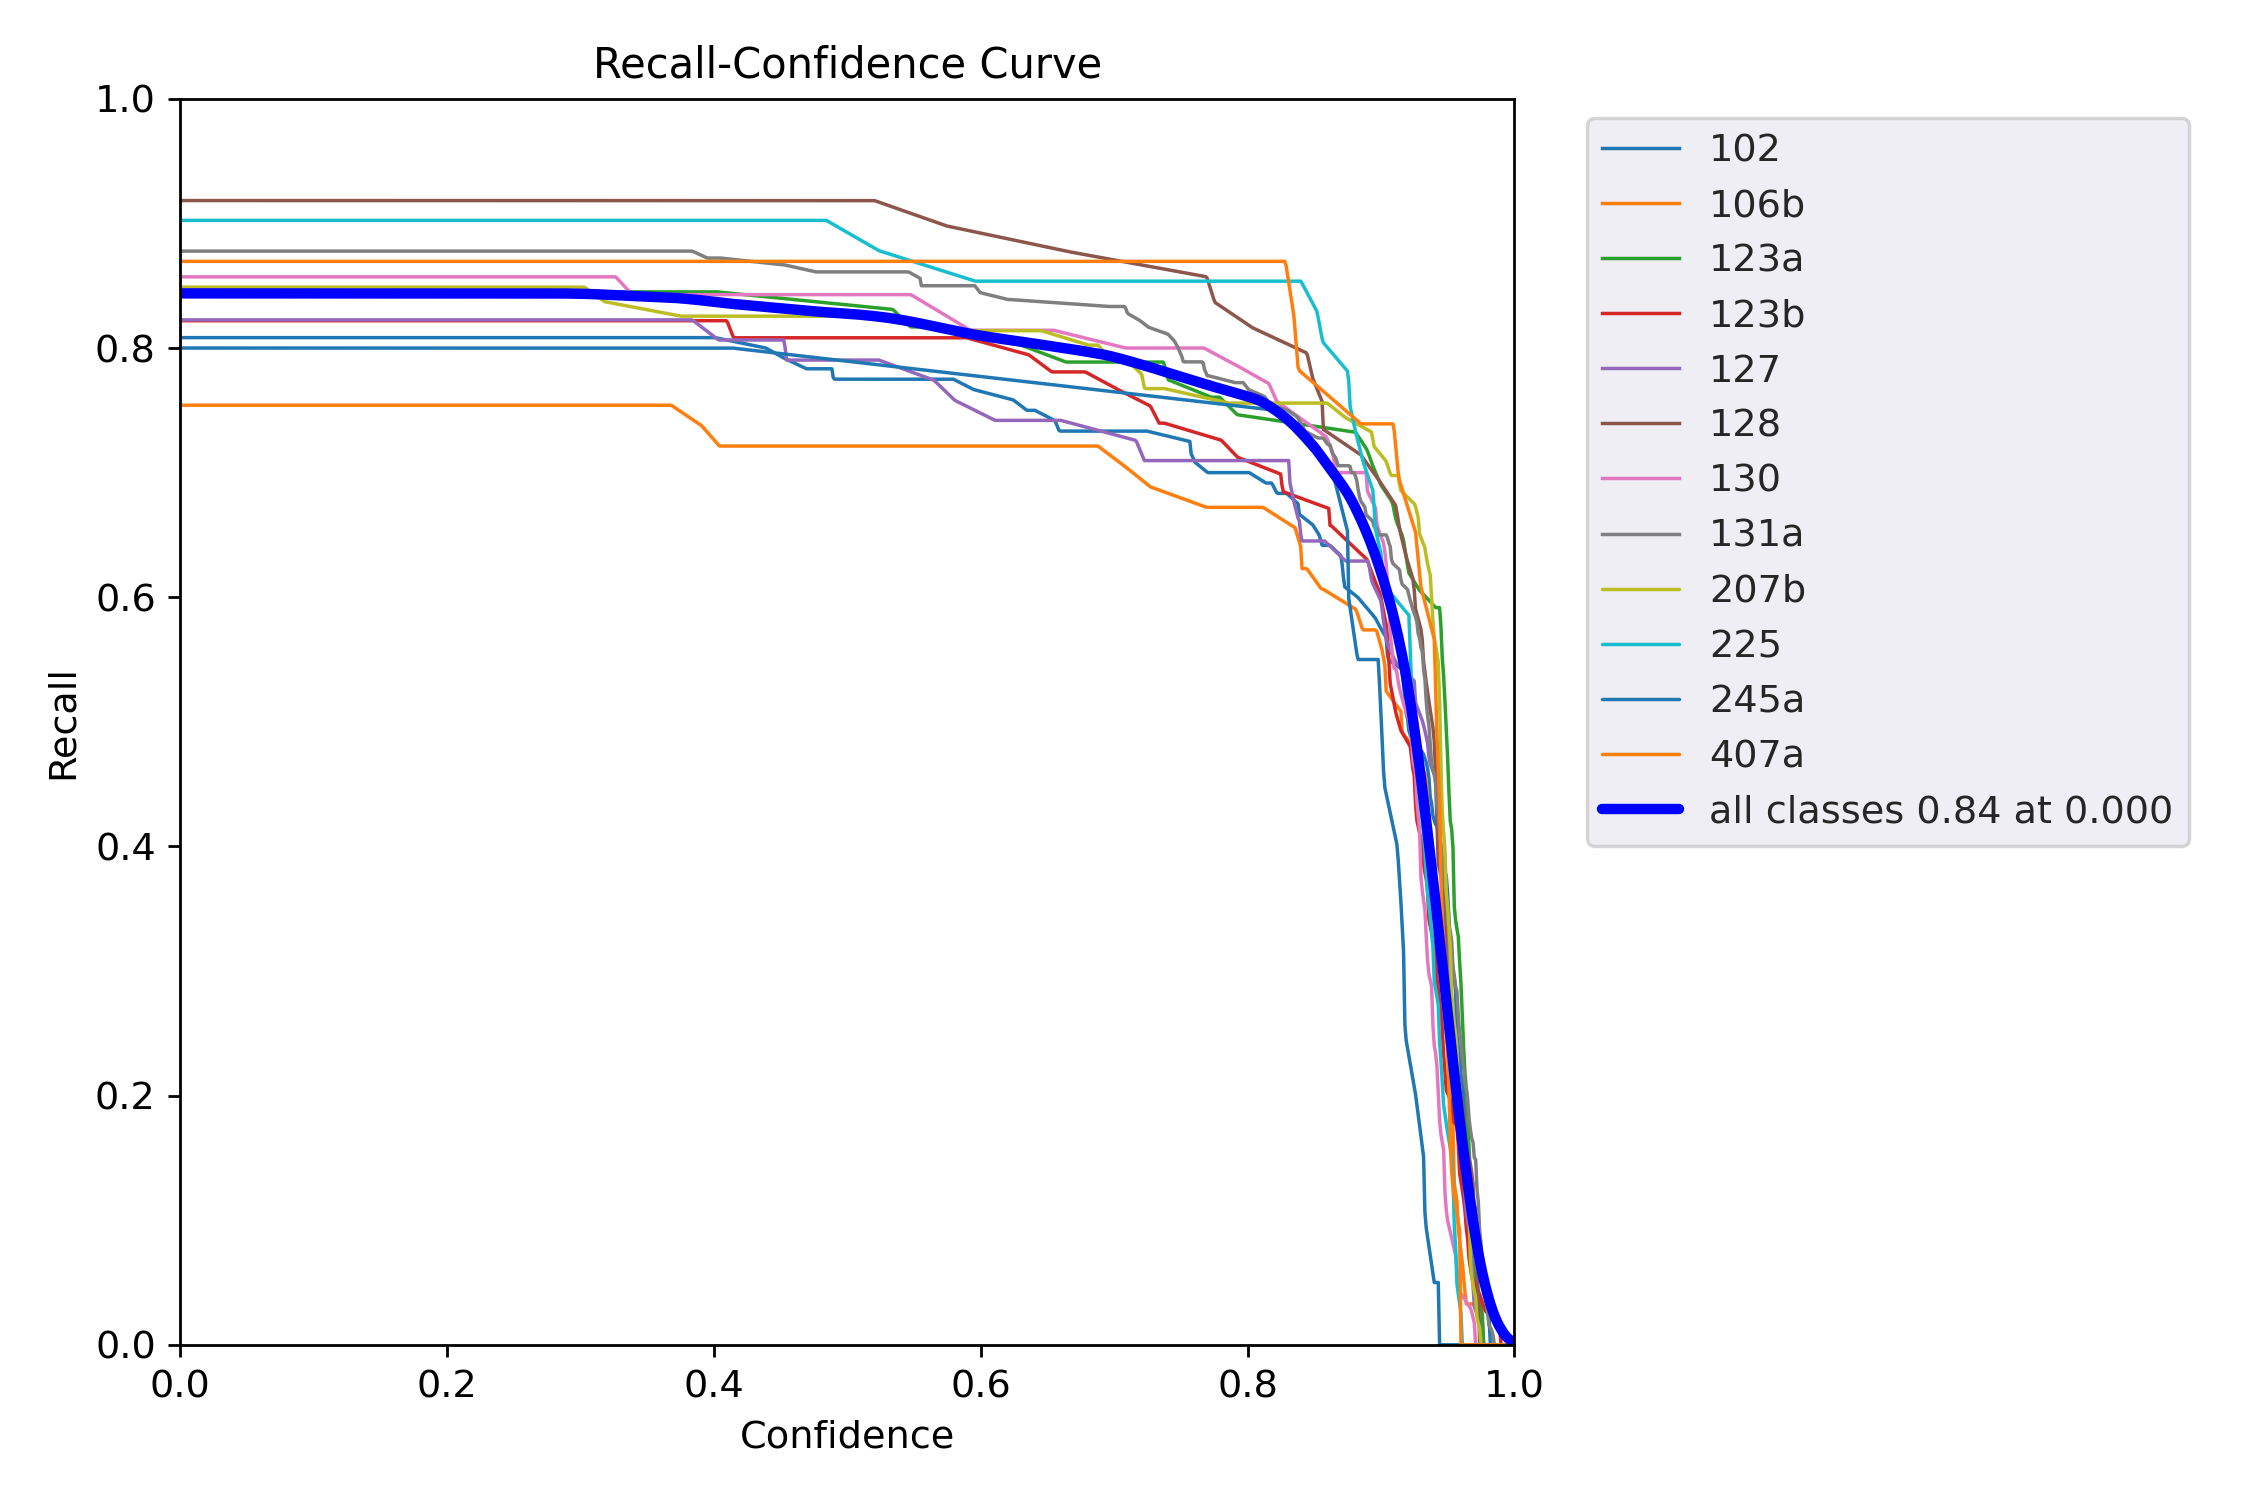 Recall-Confidence Curve
1.0
0.8
0.6
0.4
0.2
0.0
Recall
0.0 0.2 0.4 0.6 0.8 1.0
Confidence
102
106b
123a
123b
127
128
130
131a
207b
225
245a
407a
all classes 0.84 at 0.000